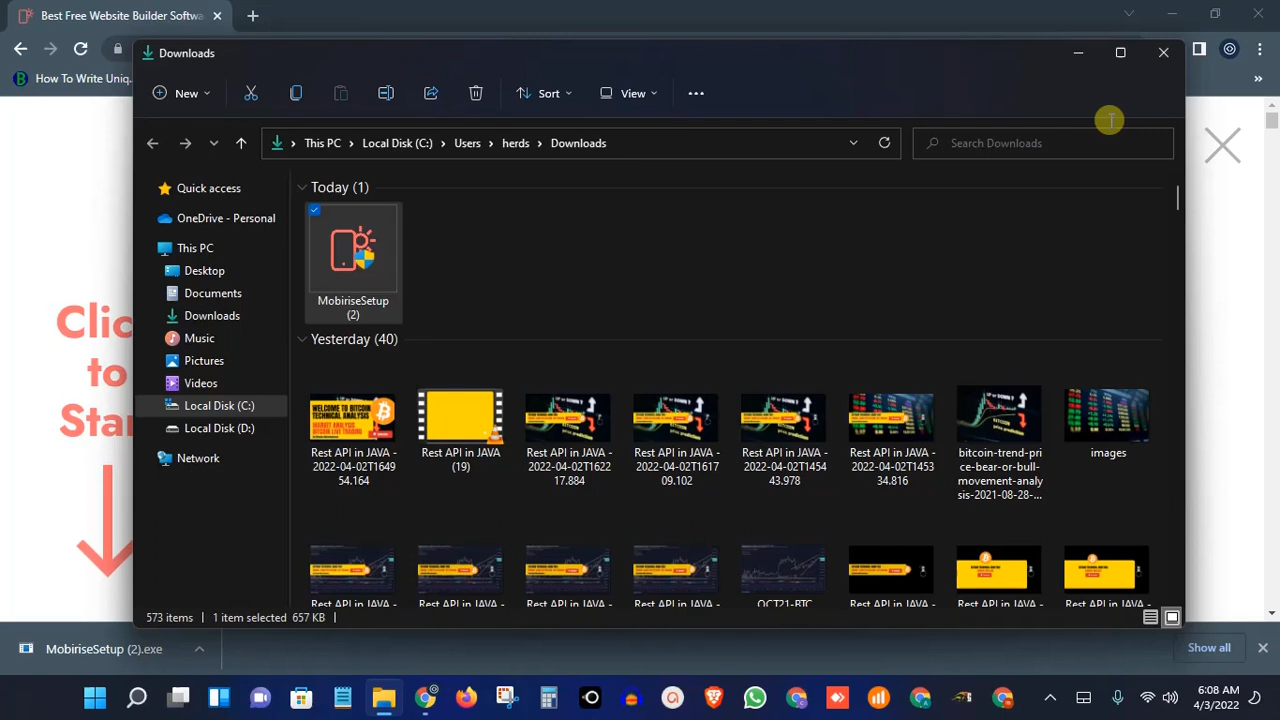 Best Free Website Builder Softwa
How To Write Uniq.
»
Downloads
New
Sort
View
This PC > Local Disk (C:) > Users > herds > Downloads
Search Downloads
Quick access
OneDrive - Personal
This PC
Desktop
Documents
Downloads
Music
Pictures
Videos
Local Disk (C:)
Local Disk (D:)
Network
Today (1)
MobiriseSetup
(2)
Yesterday (40)
WELCOME TO BITCOIN
TECHNICAL ANALYSIS
Rest API in JAVA -
2022-04-02T1649
54.164
Rest API in JAVA
(19)
Rest API in JAVA -
2022-04-02T1622
17.884
Rest API in JAVA -
2022-04-02T1617
09.102
Rest API in JAVA -
2022-04-02T1454
43.978
Rest API in JAVA -
2022-04-02T1453
34.816
bitcoin-trend-pri
ce-bear-or-bull-
movement-analy
sis-2021-08-28-...
images
Rest API in JAVA -
Rest API in JAVA -
Rest API in JAVA -
Rest API in JAVA -
OCT21-BTC
Rest API in JAVA -
Rest API in JAVA -
Rest API in JAVA -
573 items
1 item selected 657 KB
Clic
to
Star
MobiriseSetup (2).exe
Show all
6:08 AM
4/3/2022